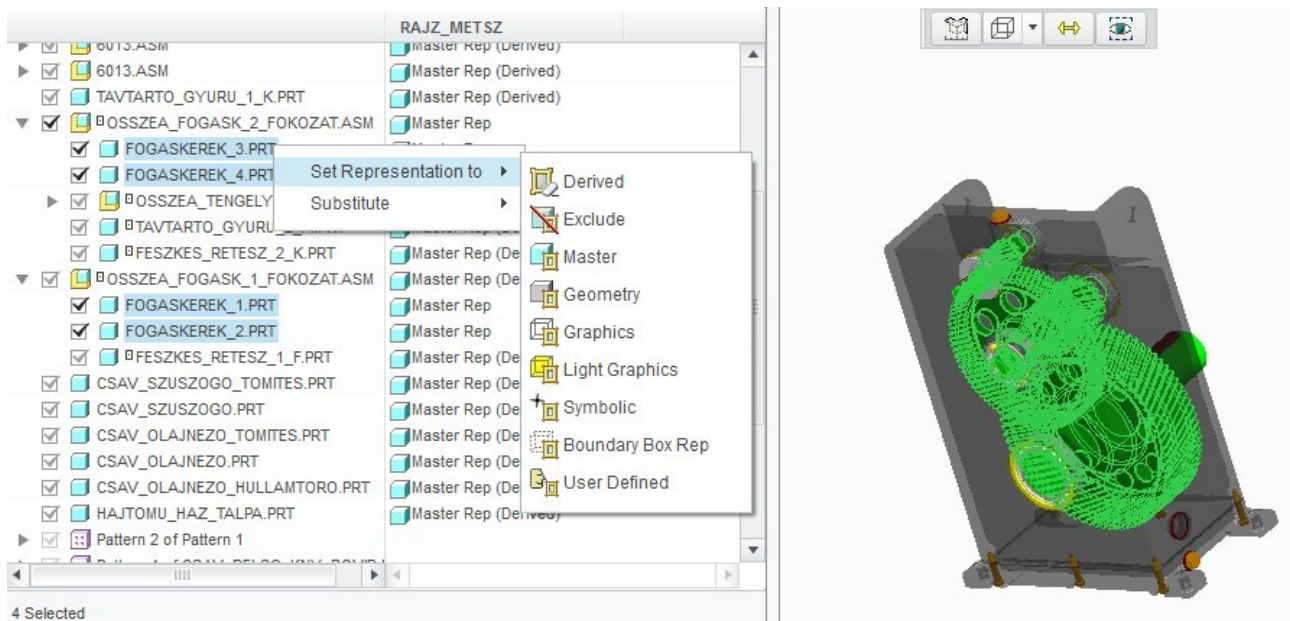 RAJZ_METSZ
6013.ASM Master Rep (Derived)
6013.ASM Master Rep (Derived)
TAVTARTO_GYURU_1_K.PRT Master Rep (Derived)
OSSZEA_FOGASK_2_FOKOZAT.ASM Master Rep
FOGASKEREK_3.PRT
FOGASKEREK_4.PRT
OSSZEA_TENGELY
TAVTARTO_GYURU
FESZKES_RETESZ_2_K.PRT Master Rep (De
OSSZEA_FOGASK_1_FOKOZAT.ASM Master Rep (De
FOGASKEREK_1.PRT Master Rep
FOGASKEREK_2.PRT Master Rep
FESZKES_RETESZ_1_F.PRT Master Rep (De
CSAV_SZUSZOGO_TOMITES.PRT Master Rep (De
CSAV_SZUSZOGO.PRT Master Rep (De
CSAV_OLAJNEZO_TOMITES.PRT Master Rep (De
CSAV_OLAJNEZO.PRT Master Rep (De
CSAV_OLAJNEZO_HULLAMTORO.PRT Master Rep (De
HAJTOMU_HAZ_TALPA.PRT Master Rep (Derived)
Pattern 2 of Pattern 1
Set Representation to
Substitute
Derived
Exclude
Master
Geometry
Graphics
Light Graphics
Symbolic
Boundary Box Rep
User Defined
4 Selected
I
I